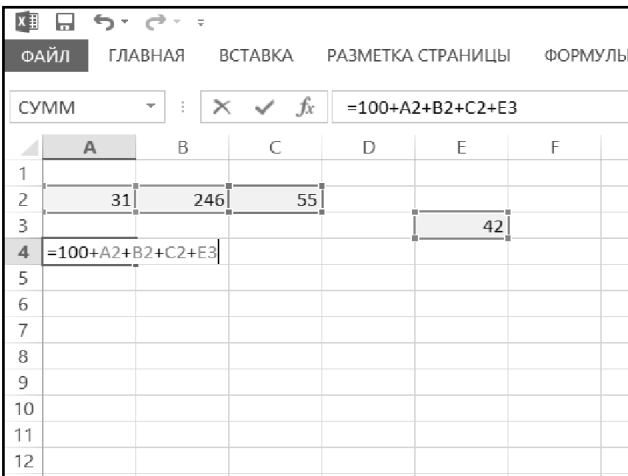 ФАЙЛ ГЛАВНАЯ ВСТАВКА РАЗМЕТКА СТРАНИЦЫ ФОРМУЛЫ
СУММ fx =100+A2+B2+C2+E3
A B C D E F
1
2 31 246 55
3 42
4 =100+A2+B2+C2+E3
5
6
7
8
9
10
11
12